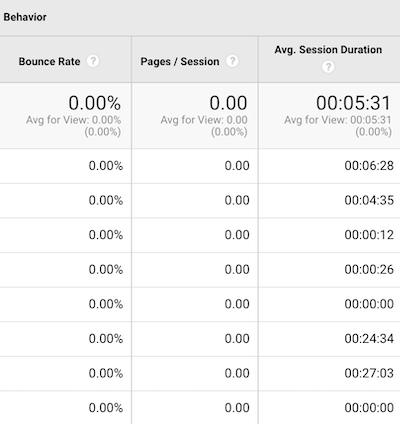 Behavior
Bounce Rate ? Pages / Session ? Avg. Session Duration ?
0.00% 0.00 00:05:31
Avg for View: 0.00% Avg for View: 0.00 Avg for View: 00:05:31
(0.00%) (0.00%) (0.00%)
0.00% 0.00 00:06:28
0.00% 0.00 00:04:35
0.00% 0.00 00:00:12
0.00% 0.00 00:00:26
0.00% 0.00 00:00:00
0.00% 0.00 00:24:34
0.00% 0.00 00:27:03
0.00% 0.00 00:00:00